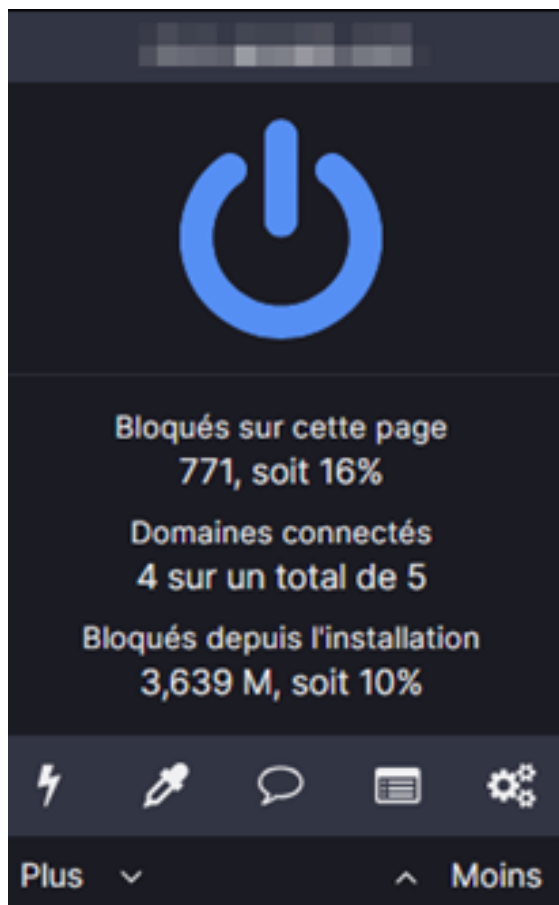 Bloqués sur cette page
771, soit 16%
Domaines connectés
4 sur un total de 5
Bloqués depuis l'installation
3,639 M, soit 10%
Plus Moins